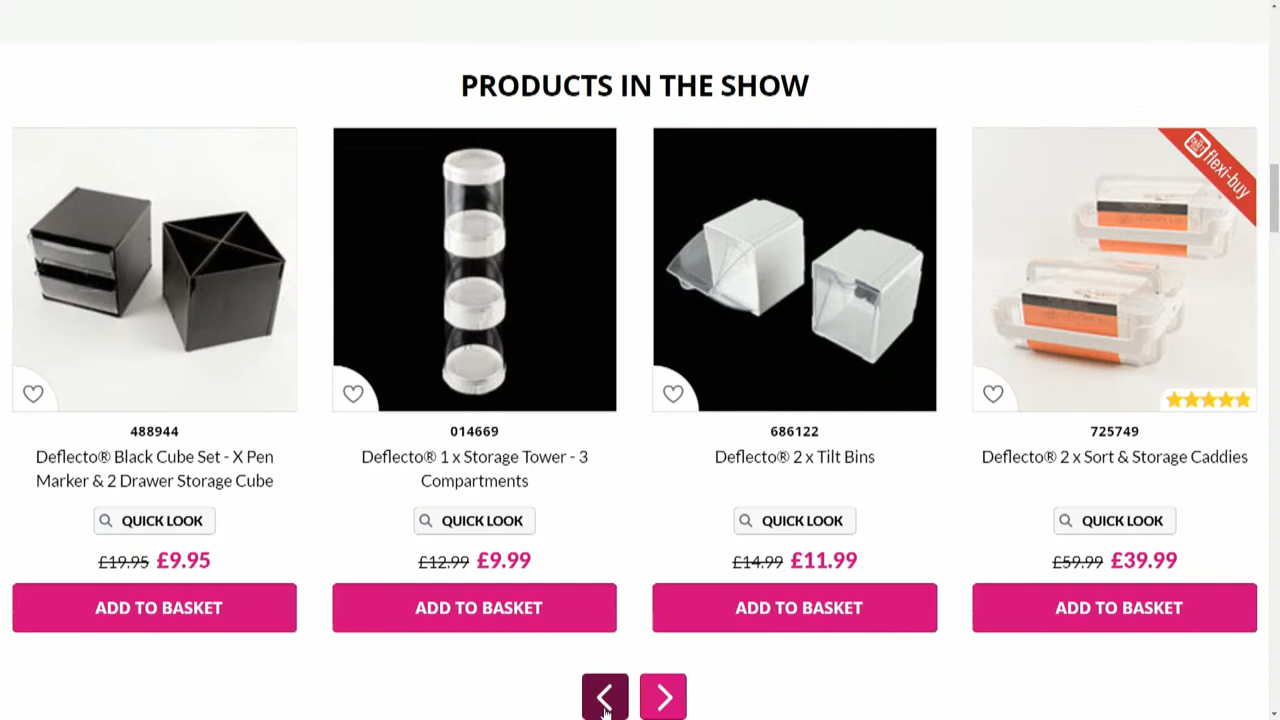 PRODUCTS IN THE SHOW
flexi-buy
488944
Deflecto® Black Cube Set - X Pen
Marker & 2 Drawer Storage Cube
QUICK LOOK
£19.95 £9.95
ADD TO BASKET
014669
Deflecto® 1 x Storage Tower - 3
Compartments
QUICK LOOK
£12.99 £9.99
ADD TO BASKET
686122
Deflecto® 2 x Tilt Bins
QUICK LOOK
£14.99 £11.99
ADD TO BASKET
725749
Deflecto® 2 x Sort & Storage Caddies
QUICK LOOK
£59.99 £39.99
ADD TO BASKET